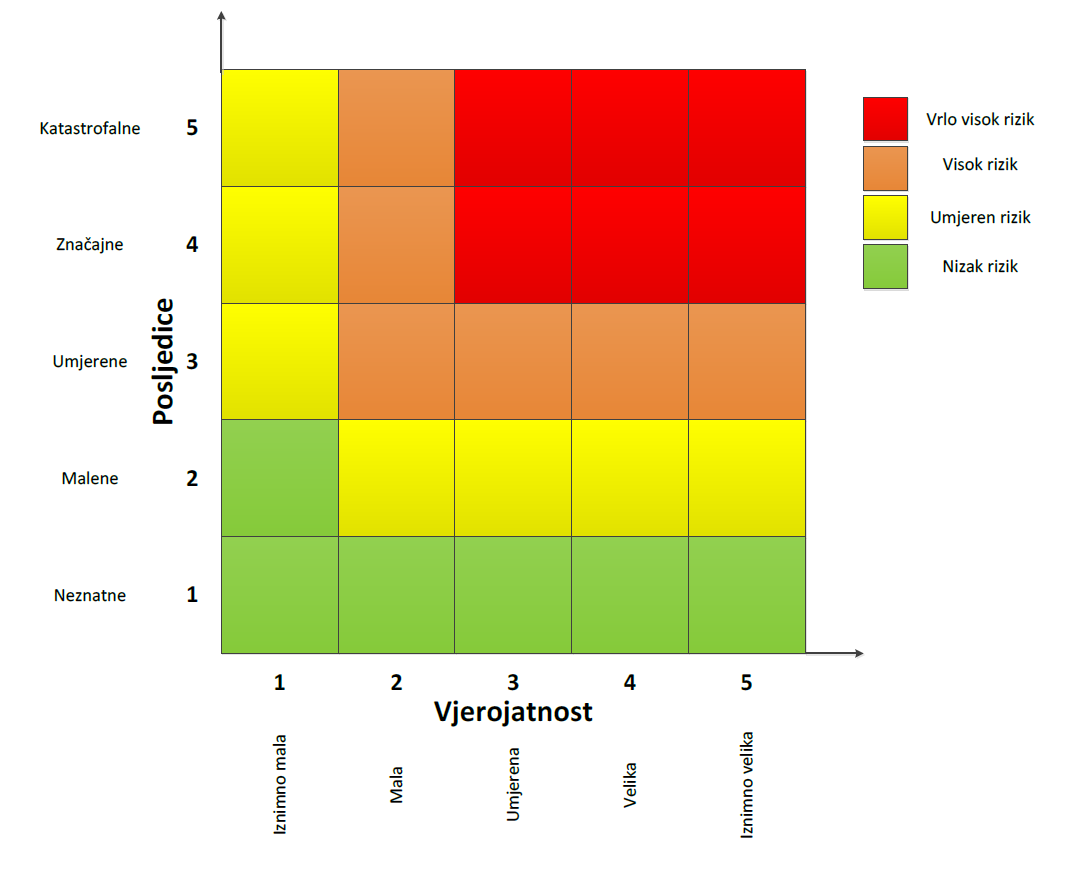 Katastrofalne 5
Značajne 4
Umjerene 3
Malene 2
Neznatne 1
Posljedice
1 2 3 4 5
Vjerojatnost
Iznimno mala
Mala
Umjerena
Velika
Iznimno velika
Vrlo visok rizik
Visok rizik
Umjeren rizik
Nizak rizik